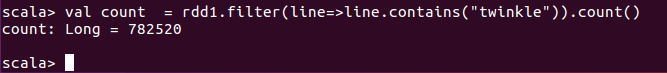 scala> val count  = rdd1.filter(line=>line.contains("twinkle")).count()
count: Long = 782520
scala>